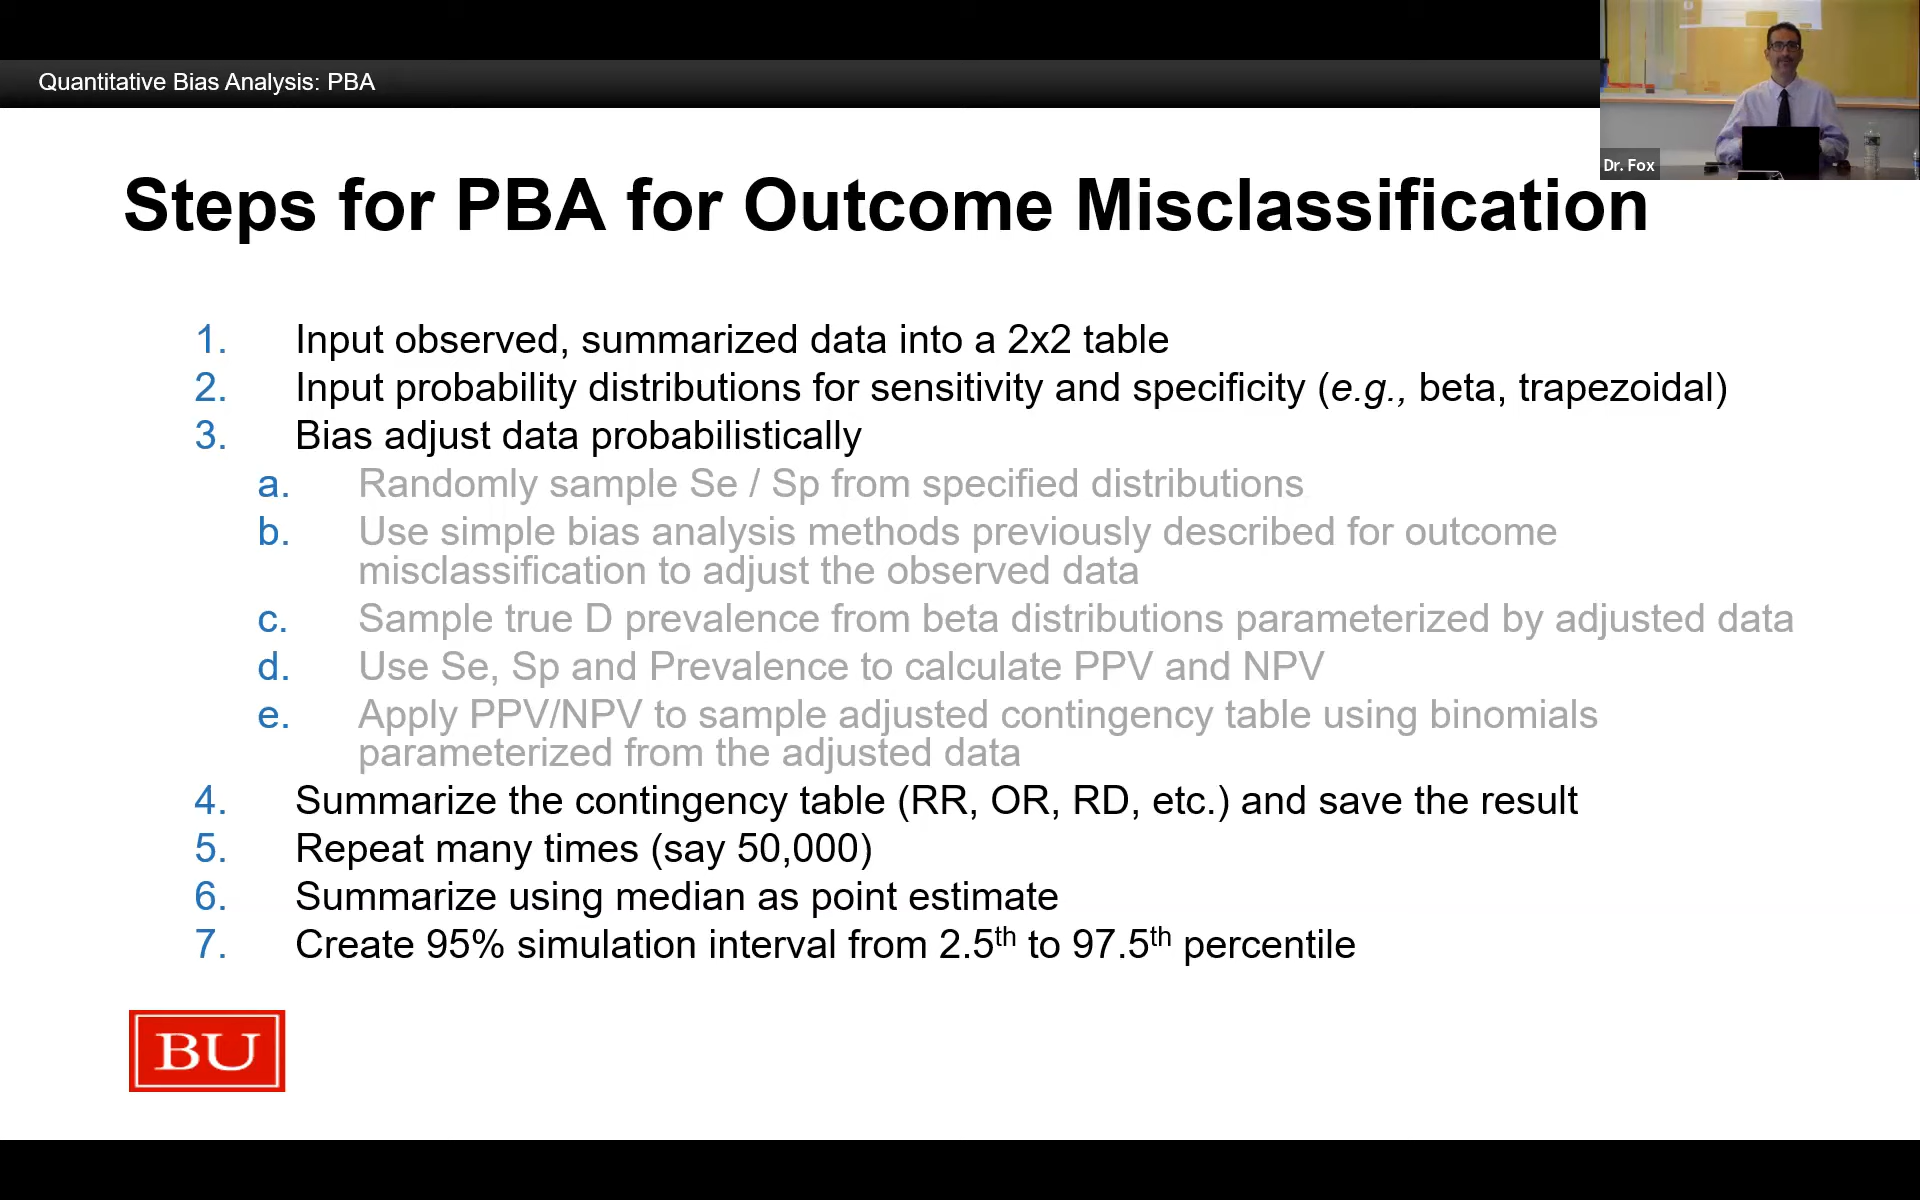 Quantitative Bias Analysis: PBA
Dr. Fox
Steps for PBA for Outcome Misclassification
1. Input observed, summarized data into a 2x2 table
2. Input probability distributions for sensitivity and specificity (e.g., beta, trapezoidal)
3. Bias adjust data probabilistically
a. Randomly sample Se / Sp from specified distributions
b. Use simple bias analysis methods previously described for outcome
misclassification to adjust the observed data
c. Sample true D prevalence from beta distributions parameterized by adjusted data
d. Use Se, Sp and Prevalence to calculate PPV and NPV
e. Apply PPV/NPV to sample adjusted contingency table using binomials
parameterized from the adjusted data
4. Summarize the contingency table (RR, OR, RD, etc.) and save the result
5. Repeat many times (say 50,000)
6. Summarize using median as point estimate
7. Create 95% simulation interval from 2.5th to 97.5th percentile
BU